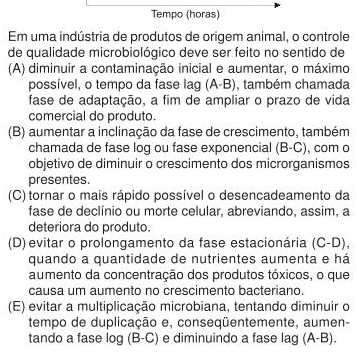 Tempo (horas)
Em uma indústria de produtos de origem animal, o controle
de qualidade microbiológico deve ser feito no sentido de
(A) diminuir a contaminação inicial e aumentar, o máximo
possível, o tempo da fase lag (A-B), também chamada
fase de adaptação, a fim de ampliar o prazo de vida
comercial do produto.
(B) aumentar a inclinação da fase de crescimento, também
chamada de fase log ou fase exponencial (B-C), com o
objetivo de diminuir o crescimento dos microrganismos
presentes.
(C) tornar o mais rápido possível o desencadeamento da
fase de declínio ou morte celular, abreviando, assim, a
deteriora do produto.
(D) evitar o prolongamento da fase estacionária (C-D),
quando a quantidade de nutrientes aumenta e há
aumento da concentração dos produtos tóxicos, o que
causa um aumento no crescimento bacteriano.
(E) evitar a multiplicação microbiana, tentando diminuir o
tempo de duplicação e, conseqüentemente, aumen-
tando a fase log (B-C) e diminuindo a fase lag (A-B).